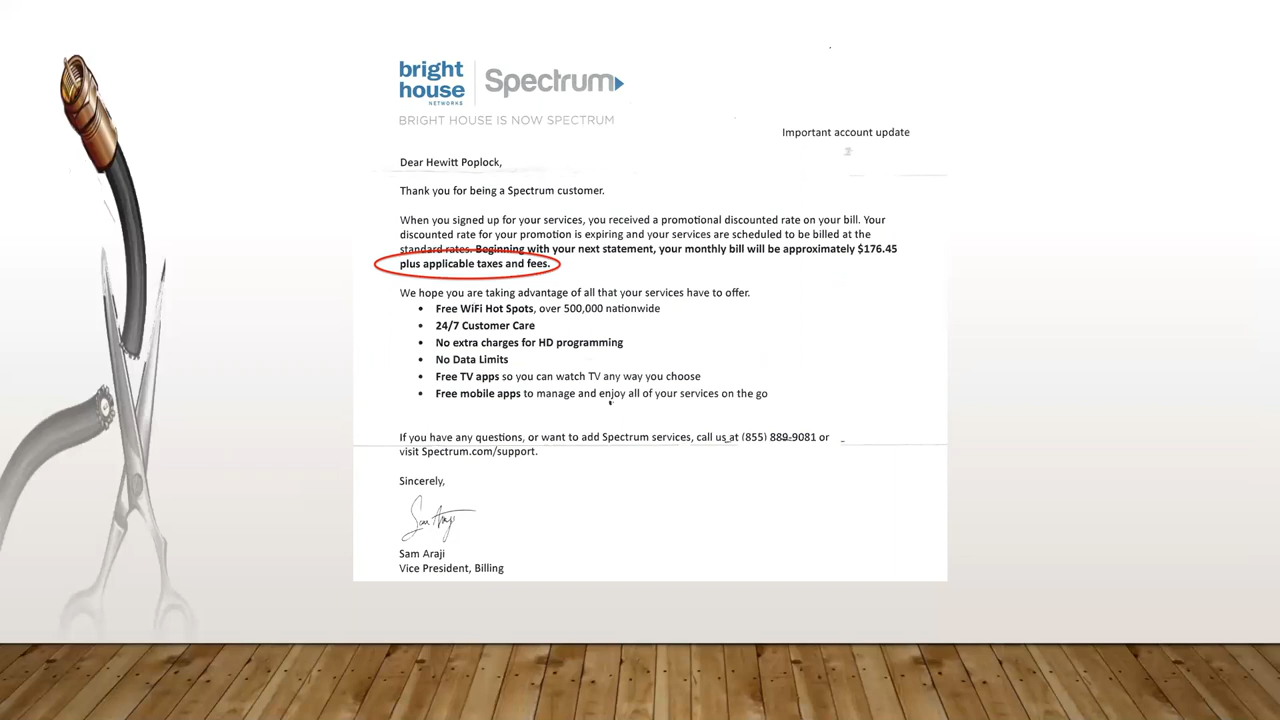 bright
house
NETWORKS
Spectrum
BRIGHT HOUSE IS NOW SPECTRUM
Important account update
Dear Hewitt Poplock,
Thank you for being a Spectrum customer.
When you signed up for your services, you received a promotional discounted rate on your bill. Your
discounted rate for your promotion is expiring and your services are scheduled to be billed at the
standard rates. Beginning with your next statement, your monthly bill will be approximately $176.45
plus applicable taxes and fees.
We hope you are taking advantage of all that your services have to offer.
• Free WiFi Hot Spots, over 500,000 nationwide
• 24/7 Customer Care
• No extra charges for HD programming
• No Data Limits
• Free TV apps so you can watch TV any way you choose
• Free mobile apps to manage and enjoy all of your services on the go
If you have any questions, or want to add Spectrum services, call us at (855) 889-9081 or
visit Spectrum.com/support.
Sincerely,
Sam Araji
Sam Araji
Vice President, Billing